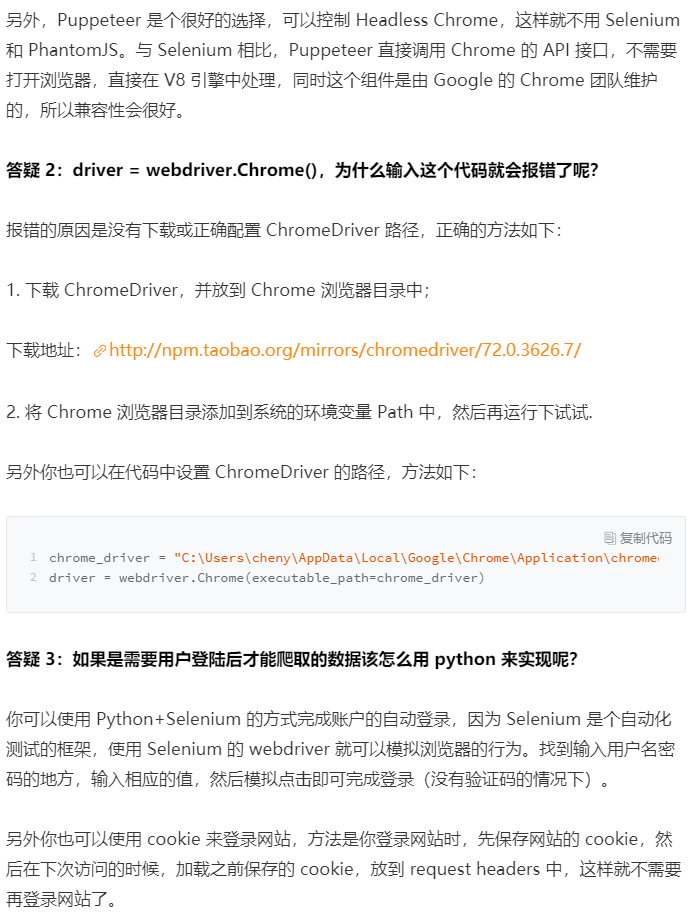 另外，Puppeteer 是个很好的选择，可以控制 Headless Chrome，这样就不用 Selenium
和 PhantomJS。与 Selenium 相比，Puppeteer 直接调用 Chrome 的 API 接口，不需要
打开浏览器，直接在 V8 引擎中处理，同时这个组件是由 Google 的 Chrome 团队维护
的，所以兼容性会很好。
答疑 2：driver = webdriver.Chrome()，为什么输入这个代码就会报错了呢？
报错的原因是没有下载或正确配置 ChromeDriver 路径，正确的方法如下：
1. 下载 ChromeDriver，并放到 Chrome 浏览器目录中；
下载地址：http://npm.taobao.org/mirrors/chromedriver/72.0.3626.7/
2. 将 Chrome 浏览器目录添加到系统的环境变量 Path 中，然后再运行下试试.
另外你也可以在代码中设置 ChromeDriver 的路径，方法如下：
复制代码
1 chrome_driver = "C:\Users\cheny\AppData\Local\Google\Chrome\Application\chrome
2 driver = webdriver.Chrome(executable_path=chrome_driver)
答疑 3：如果是需要用户登陆后才能爬取的数据该怎么用 python 来实现呢？
你可以使用 Python+Selenium 的方式完成账户的自动登录，因为 Selenium 是个自动化
测试的框架，使用 Selenium 的 webdriver 就可以模拟浏览器的行为。找到输入用户名密
码的地方，输入相应的值，然后模拟点击即可完成登录（没有验证码的情况下）。
另外你也可以使用 cookie 来登录网站，方法是你登录网站时，先保存网站的 cookie，然
后在下次访问的时候，加载之前保存的 cookie，放到 request headers 中，这样就不需要
再登录网站了。